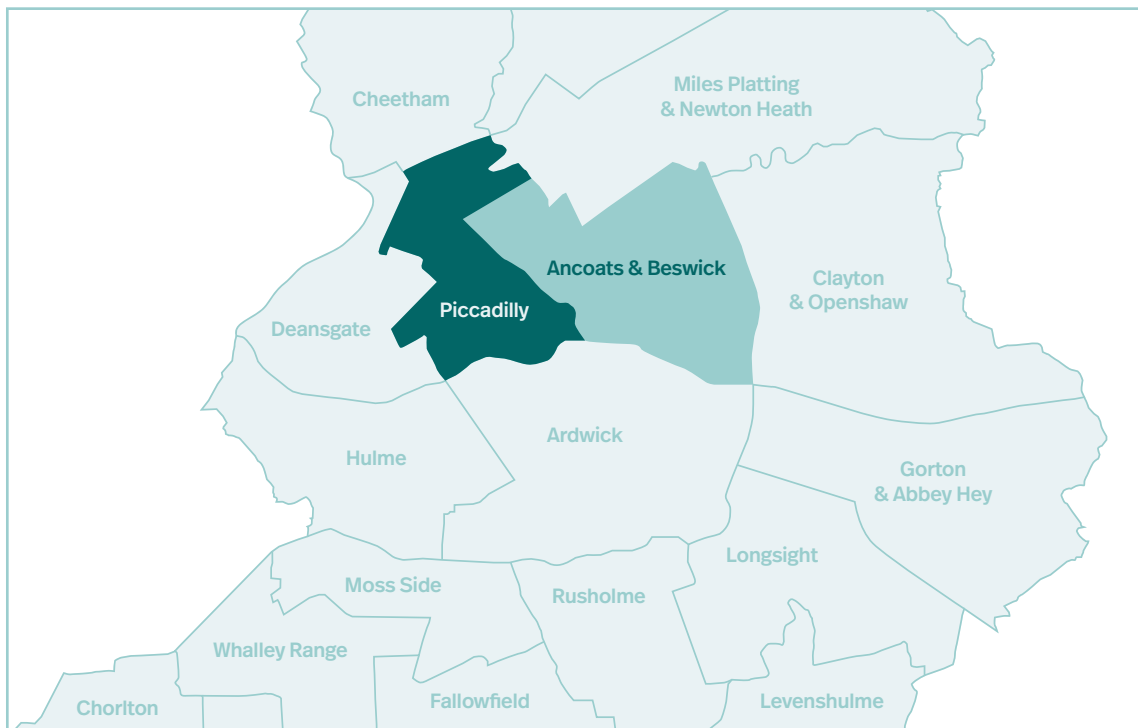 Cheetham
Miles Platting
& Newton Heath
Ancoats & Beswick
Clayton
& Openshaw
Piccadilly
Deansgate
Ardwick
Hulme
Gorton
& Abbey Hey
Longsight
Moss Side
Rusholme
Whalley Range
Chorlton
Fallowfield
Levenshulme